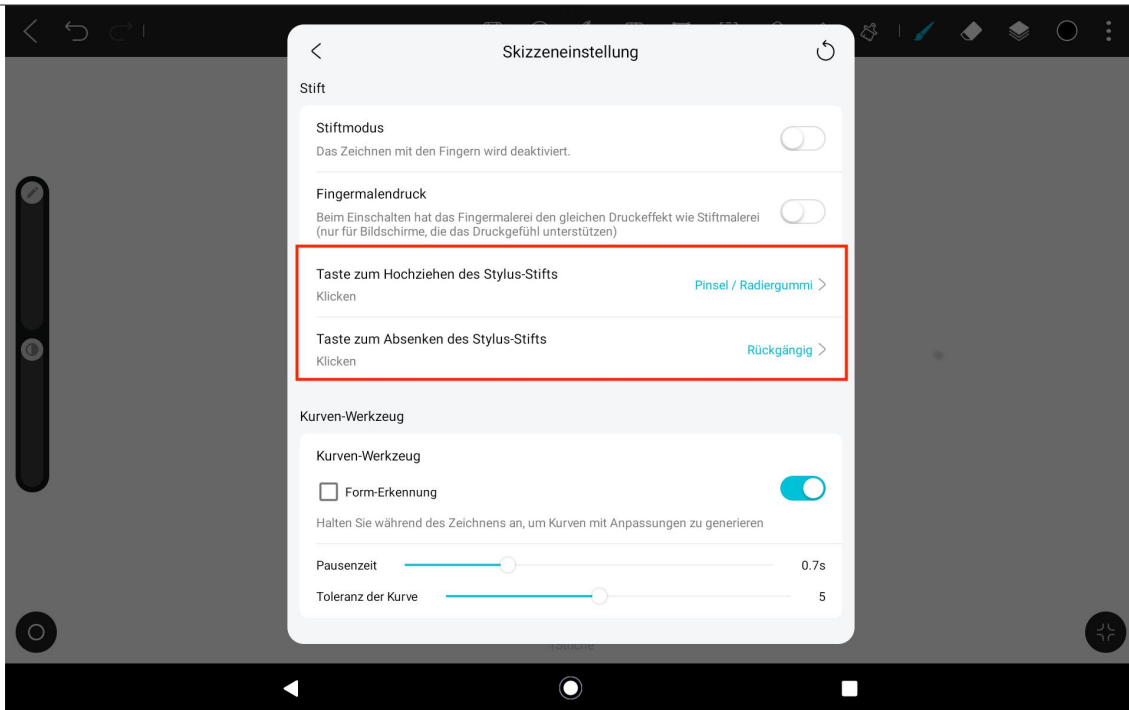 Skizzeneinstellung
Stift
Stiftmodus
Das Zeichnen mit den Fingern wird deaktiviert.
Fingermalendruck
Beim Einschalten hat das Fingermalerei den gleichen Druckeffekt wie Stiftmalerei
(nur für Bildschirme, die das Druckgefühl unterstützen)
Taste zum Hochziehen des Stylus-Stifts
Klicken
Pinsel / Radiergummi
Taste zum Absenken des Stylus-Stifts
Klicken
Rückgängig
Kurven-Werkzeug
Kurven-Werkzeug
Form-Erkennung
Halten Sie während des Zeichnens an, um Kurven mit Anpassungen zu generieren
Pausenzeit 0.7s
Toleranz der Kurve 5